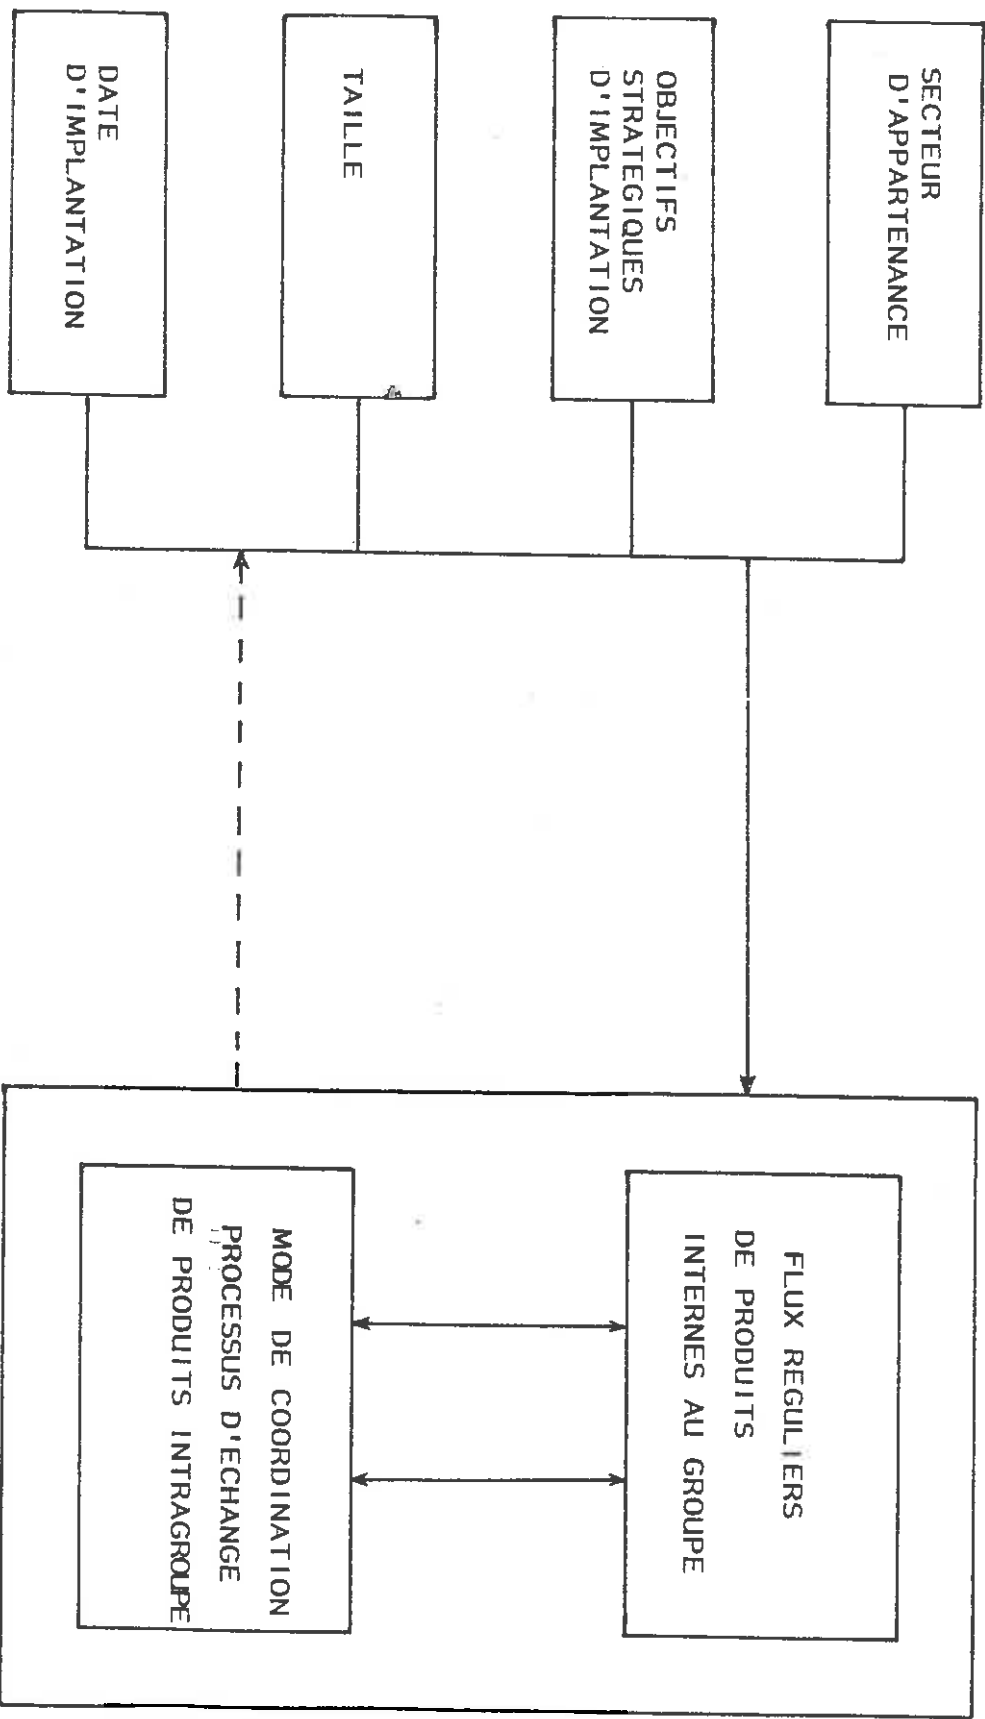 SECTEUR
D'APPARTENANCE
OBJECTIFS
STRATEGIQUES
D'IMPLANTATION
TAILLE
DATE
D'IMPLANTATION
FLUX REGULIERS
DE PRODUITS
INTERNES AU GROUPE
MODE DE COORDINATION
PROCESSUS D'ECHANGE
DE PRODUITS INTRAGROUPE